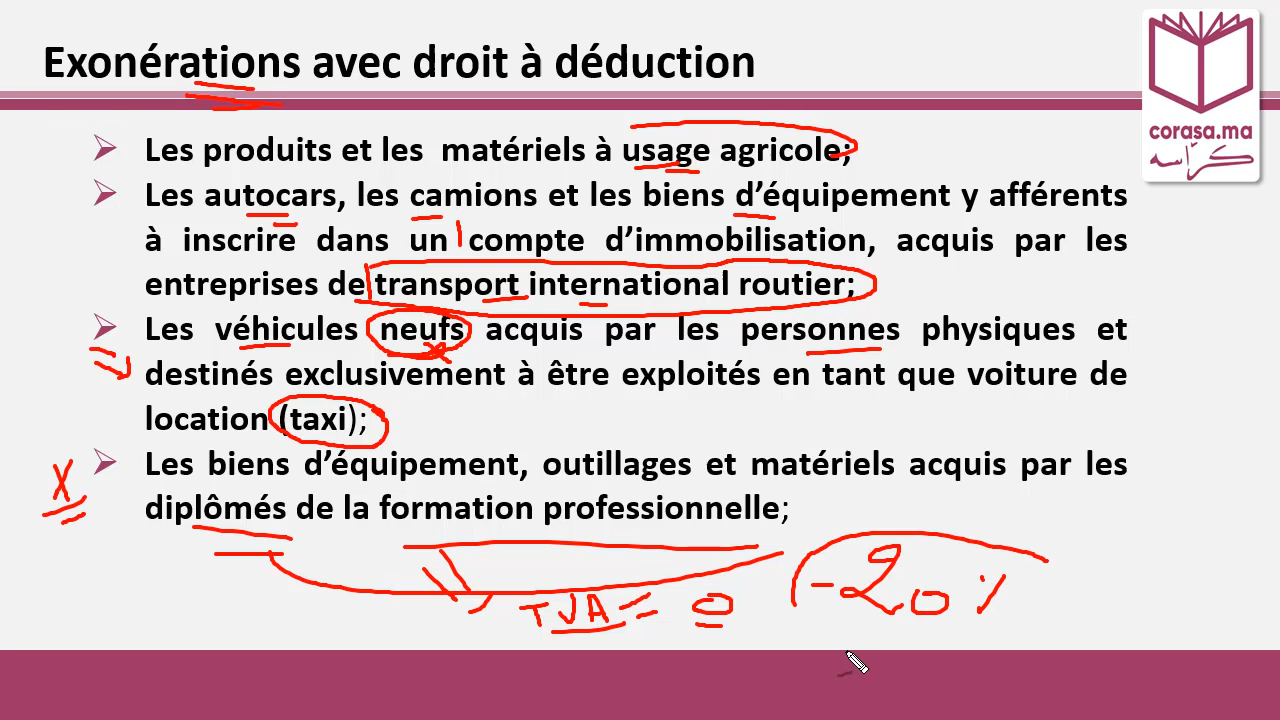 Exonérations avec droit à déduction
corasa.ma
كرّاسة
Les produits et les matériels à usage agricole;
Les autocars, les camions et les biens d'équipement y afférents
à inscrire dans un compte d'immobilisation, acquis par les
entreprises de transport international routier;
Les véhicules neufs acquis par les personnes physiques et
destinés exclusivement à être exploités en tant que voiture de
location (taxi);
X
Les biens d'équipement, outillages et matériels acquis par les
diplômés de la formation professionnelle;
TVA = 0
-20%